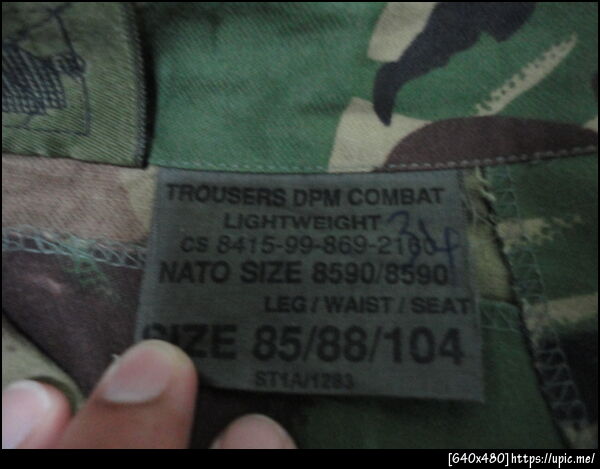 TROUSERS DPM COMBAT
LIGHTWEIGHT
CS 8415-99-869-2160
34
NATO SIZE 8590/8590
LEG / WAIST / SEAT
SIZE 85/88/104
ST1A/1283
[640x480]https://upic.me/